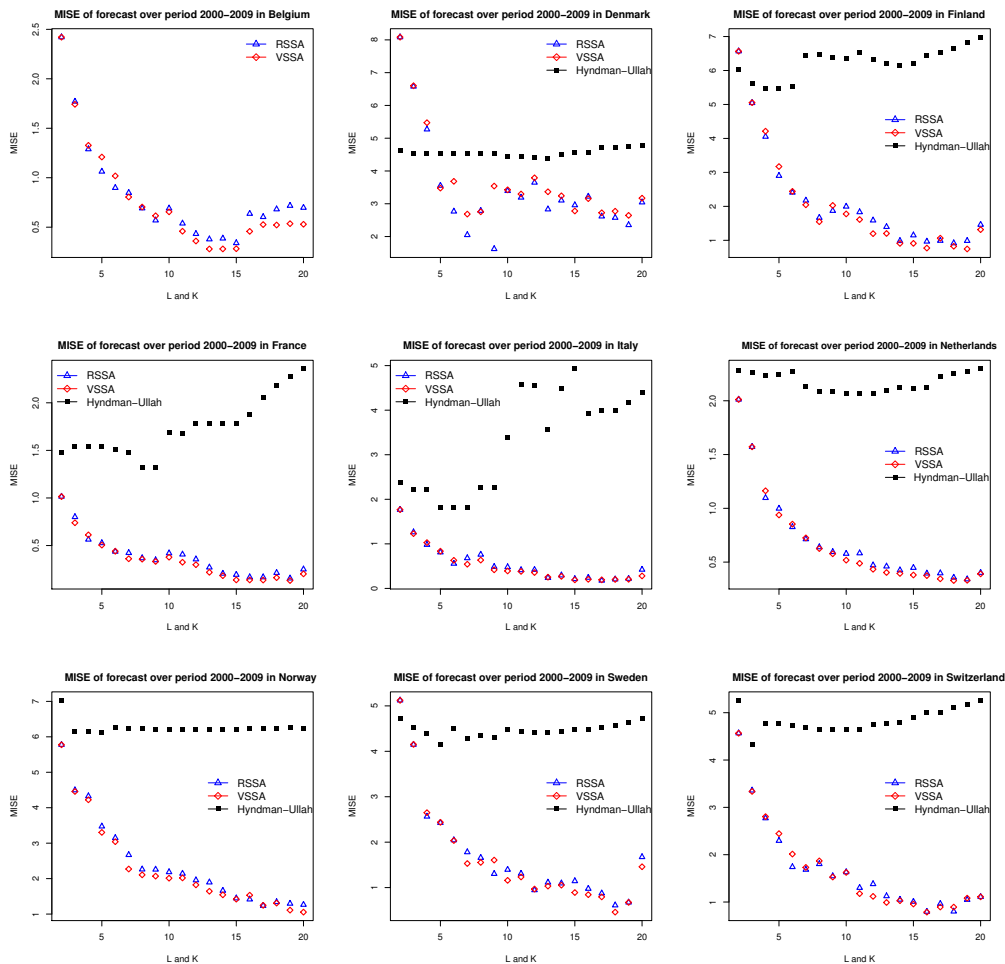 MISE of forecast over period 2000−2009 in Belgium
MISE
2.5
2.0
1.5
1.0
0.5
RSSA
VSSA
5 10 15 20
L and K
MISE of forecast over period 2000−2009 in Denmark
MISE
8
7
6
5
4
3
2
RSSA
VSSA
Hyndman−Ullah
5 10 15 20
L and K
MISE of forecast over period 2000−2009 in Finland
MISE
7
6
5
4
3
2
1
RSSA
VSSA
Hyndman−Ullah
5 10 15 20
L and K
MISE of forecast over period 2000−2009 in France
MISE
2.0
1.5
1.0
0.5
RSSA
VSSA
Hyndman−Ullah
5 10 15 20
L and K
MISE of forecast over period 2000−2009 in Italy
MISE
5
4
3
2
1
0
RSSA
VSSA
Hyndman−Ullah
5 10 15 20
L and K
MISE of forecast over period 2000−2009 in Netherlands
MISE
2.0
1.5
1.0
0.5
RSSA
VSSA
Hyndman−Ullah
5 10 15 20
L and K
MISE of forecast over period 2000−2009 in Norway
MISE
7
6
5
4
3
2
1
RSSA
VSSA
Hyndman−Ullah
5 10 15 20
L and K
MISE of forecast over period 2000−2009 in Sweden
MISE
5
4
3
2
1
RSSA
VSSA
Hyndman−Ullah
5 10 15 20
L and K
MISE of forecast over period 2000−2009 in Switzerland
MISE
5
4
3
2
1
RSSA
VSSA
Hyndman−Ullah
5 10 15 20
L and K